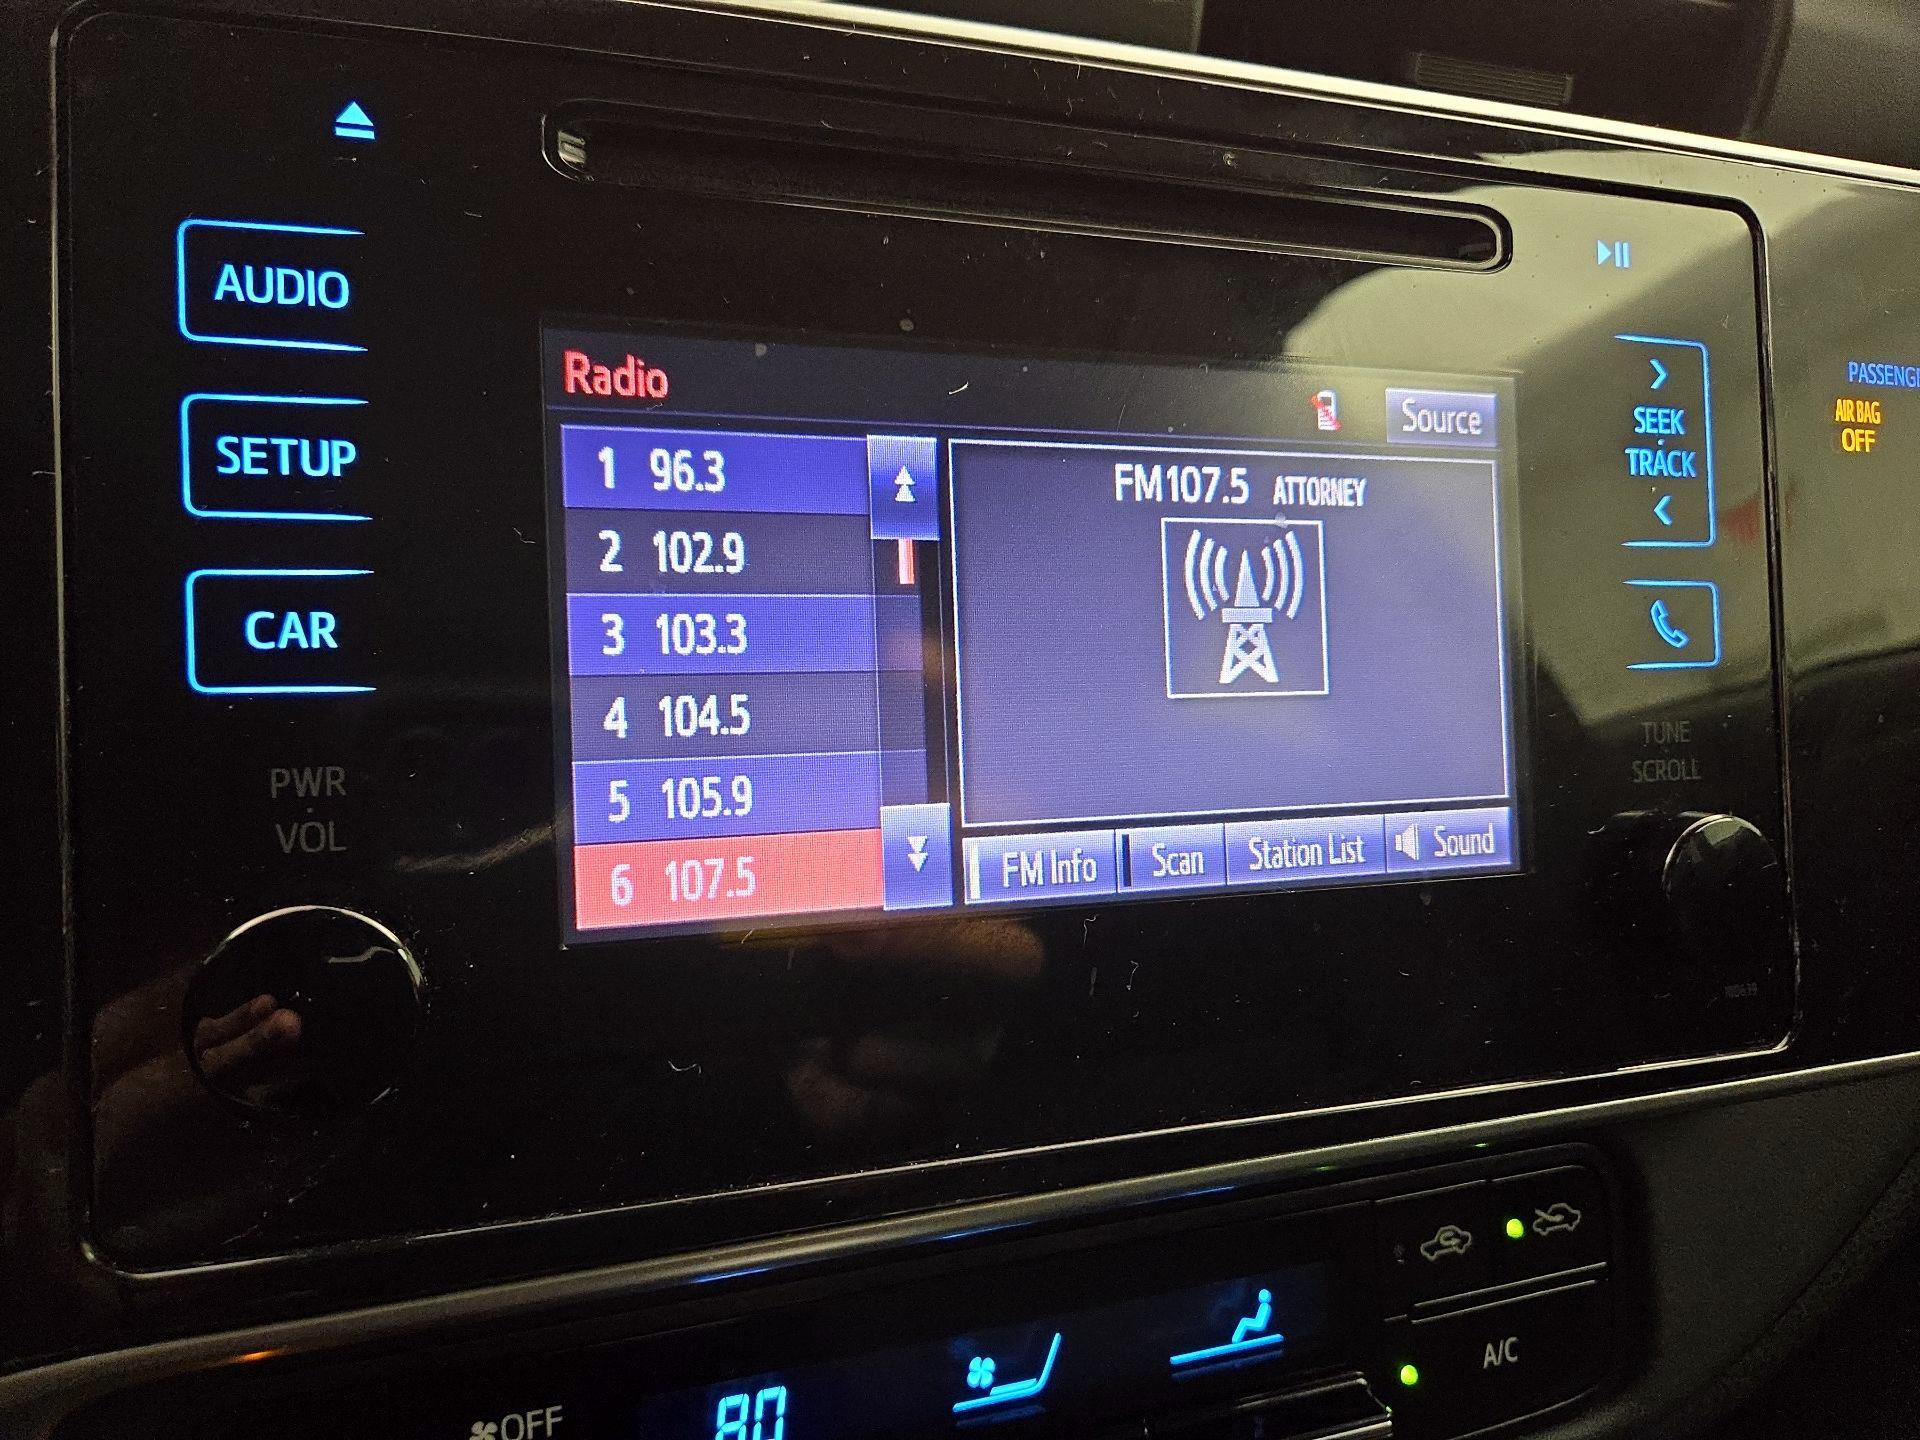 AUDIO
SETUP
CAR
PWR
VOL
Radio
Source
1 96.3
2 102.9
3 103.3
4 104.5
5 105.9
6 107.5
FM107.5 ATTORNEY
FM Info
Scan
Station List
Sound
SEEK
TRACK
TUNE
SCROLL
AIR BAG
OFF
OFF
80
A/C